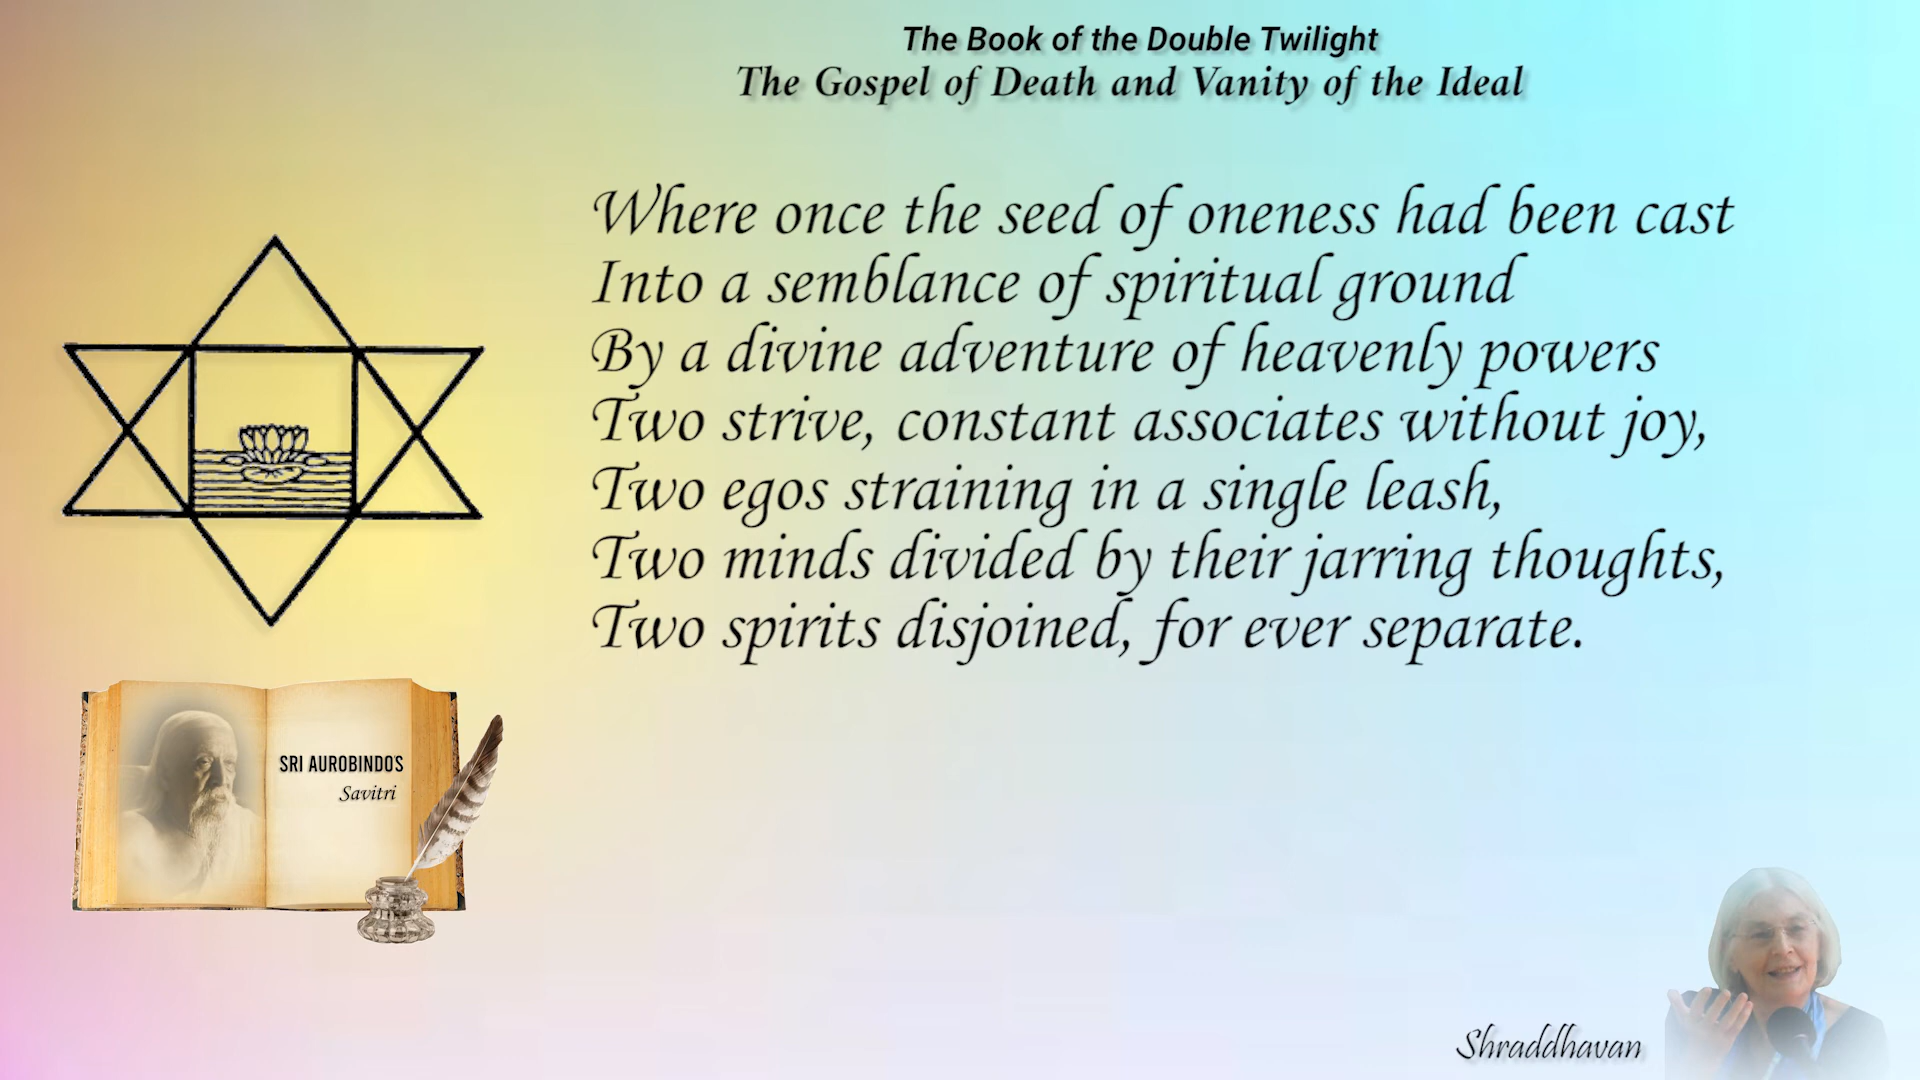 The Book of the Double Twilight
The Gospel of Death and Vanity of the Ideal
Where once the seed of oneness had been cast
Into a semblance of spiritual ground
By a divine adventure of heavenly powers
Two strive, constant associates without joy,
Two egos straining in a single leash,
Two minds divided by their jarring thoughts,
Two spirits disjoined, for ever separate.
SRI AUROBINDO'S
Savitri
Shraddhavan